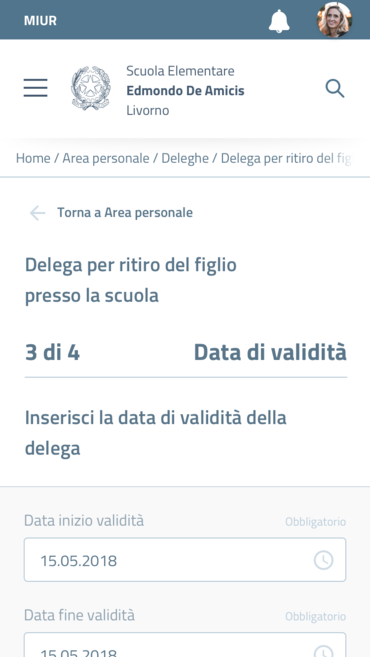 MIUR
Scuola Elementare
Edmondo De Amicis
Livorno
Home / Area personale / Deleghe / Delega per ritiro del fig
Torna a Area personale
Delega per ritiro del figlio
presso la scuola
3 di 4 Data di validità
Inserisci la data di validità della
delega
Data inizio validità Obbligatorio
15.05.2018
Data fine validità Obbligatorio
15.05.2018